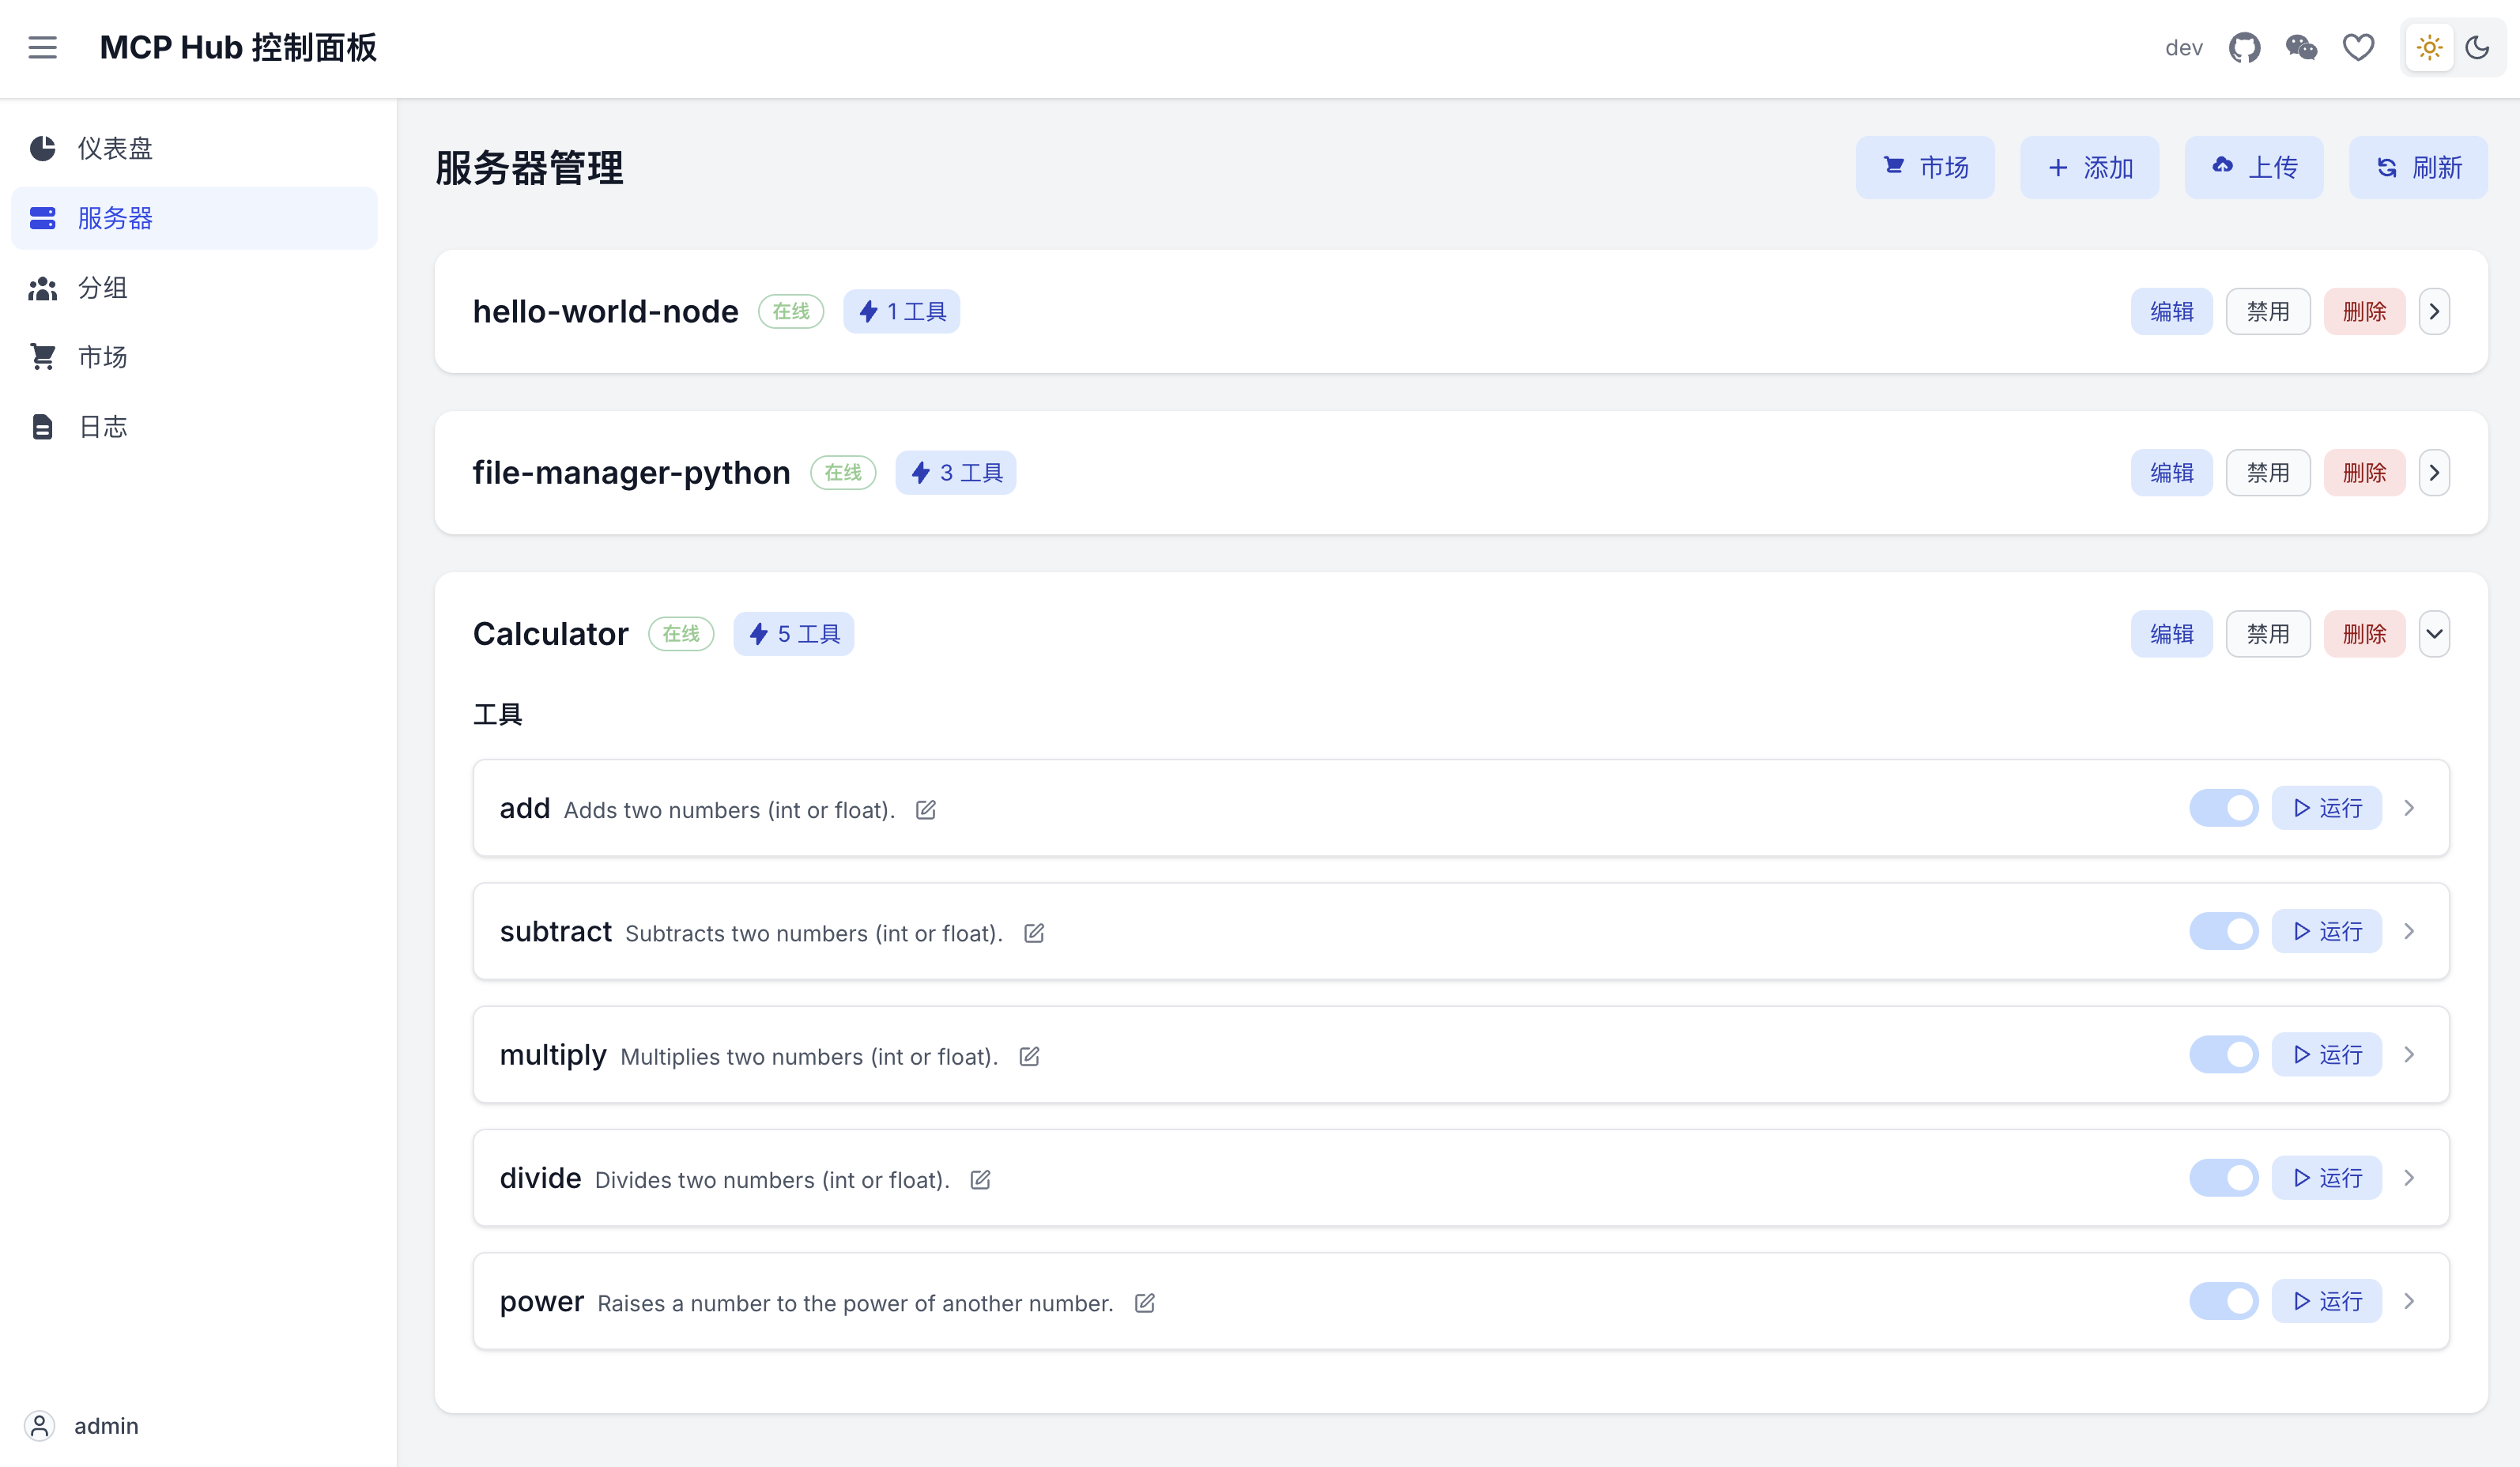 MCP Hub 控制面板
dev
仪表盘
服务器
分组
市场
日志
admin
服务器管理
市场
添加
上传
刷新
hello-world-node 在线 1 工具 编辑 禁用 删除
file-manager-python 在线 3 工具 编辑 禁用 删除
Calculator 在线 5 工具 编辑 禁用 删除
工具
add Adds two numbers (int or float). 运行
subtract Subtracts two numbers (int or float). 运行
multiply Multiplies two numbers (int or float). 运行
divide Divides two numbers (int or float). 运行
power Raises a number to the power of another number. 运行